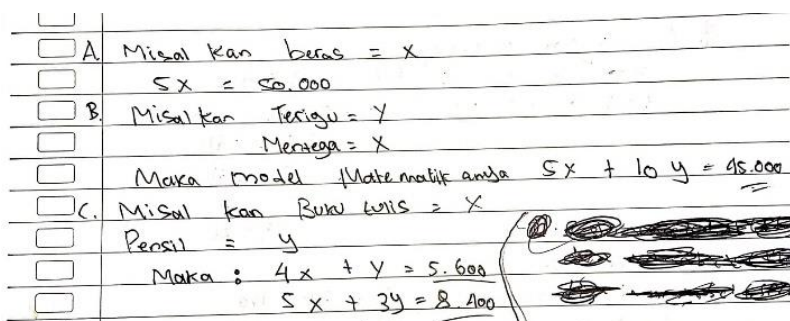 A. Misal kan beras = x
5x = 50.000
B. Misal kan Terigu = y
Mentega = x
Maka model Matematik anya 5x + 10y = 45.000
C. Misal kan Buku tulis = x
Pensil = y
Maka : 4x + y = 5.600
5x + 3y = 8.400